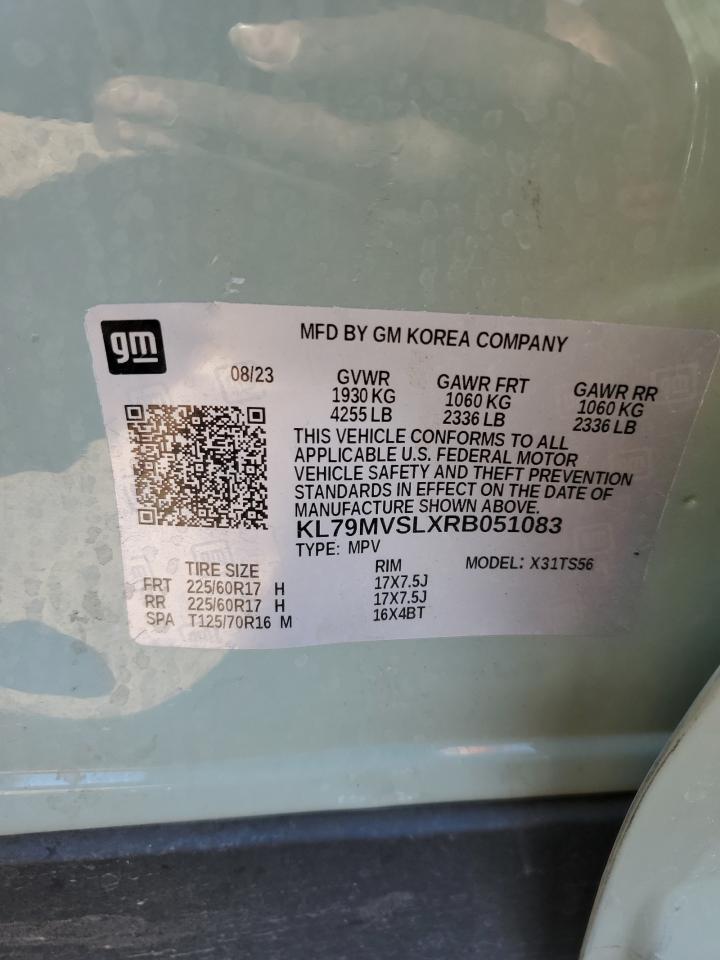 gm
MFD BY GM KOREA COMPANY
08/23
GVWR
1930 KG
4255 LB
GAWR FRT
1060 KG
2336 LB
GAWR RR
1060 KG
2336 LB
THIS VEHICLE CONFORMS TO ALL
APPLICABLE U.S. FEDERAL MOTOR
VEHICLE SAFETY AND THEFT PREVENTION
STANDARDS IN EFFECT ON THE DATE OF
MANUFACTURE SHOWN ABOVE.
KL79MVSLXRB051083
TYPE: MPV
MODEL: X31TS56
TIRE SIZE RIM
FRT 225/60R17 H 17X7.5J
RR 225/60R17 H 17X7.5J
SPA T125/70R16 M 16X4BT